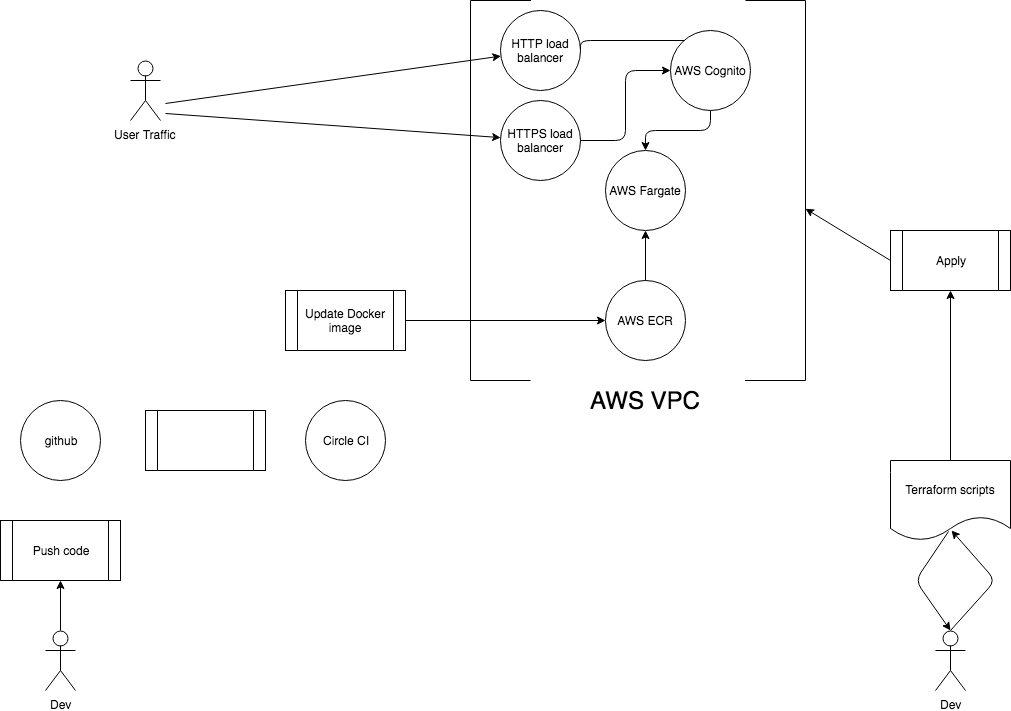 HTTP load
balancer
AWS Cognito
User Traffic
HTTPS load
balancer
AWS Fargate
Apply
Update Docker
image
AWS ECR
AWS VPC
github
Circle CI
Terraform scripts
Push code
Dev
Dev